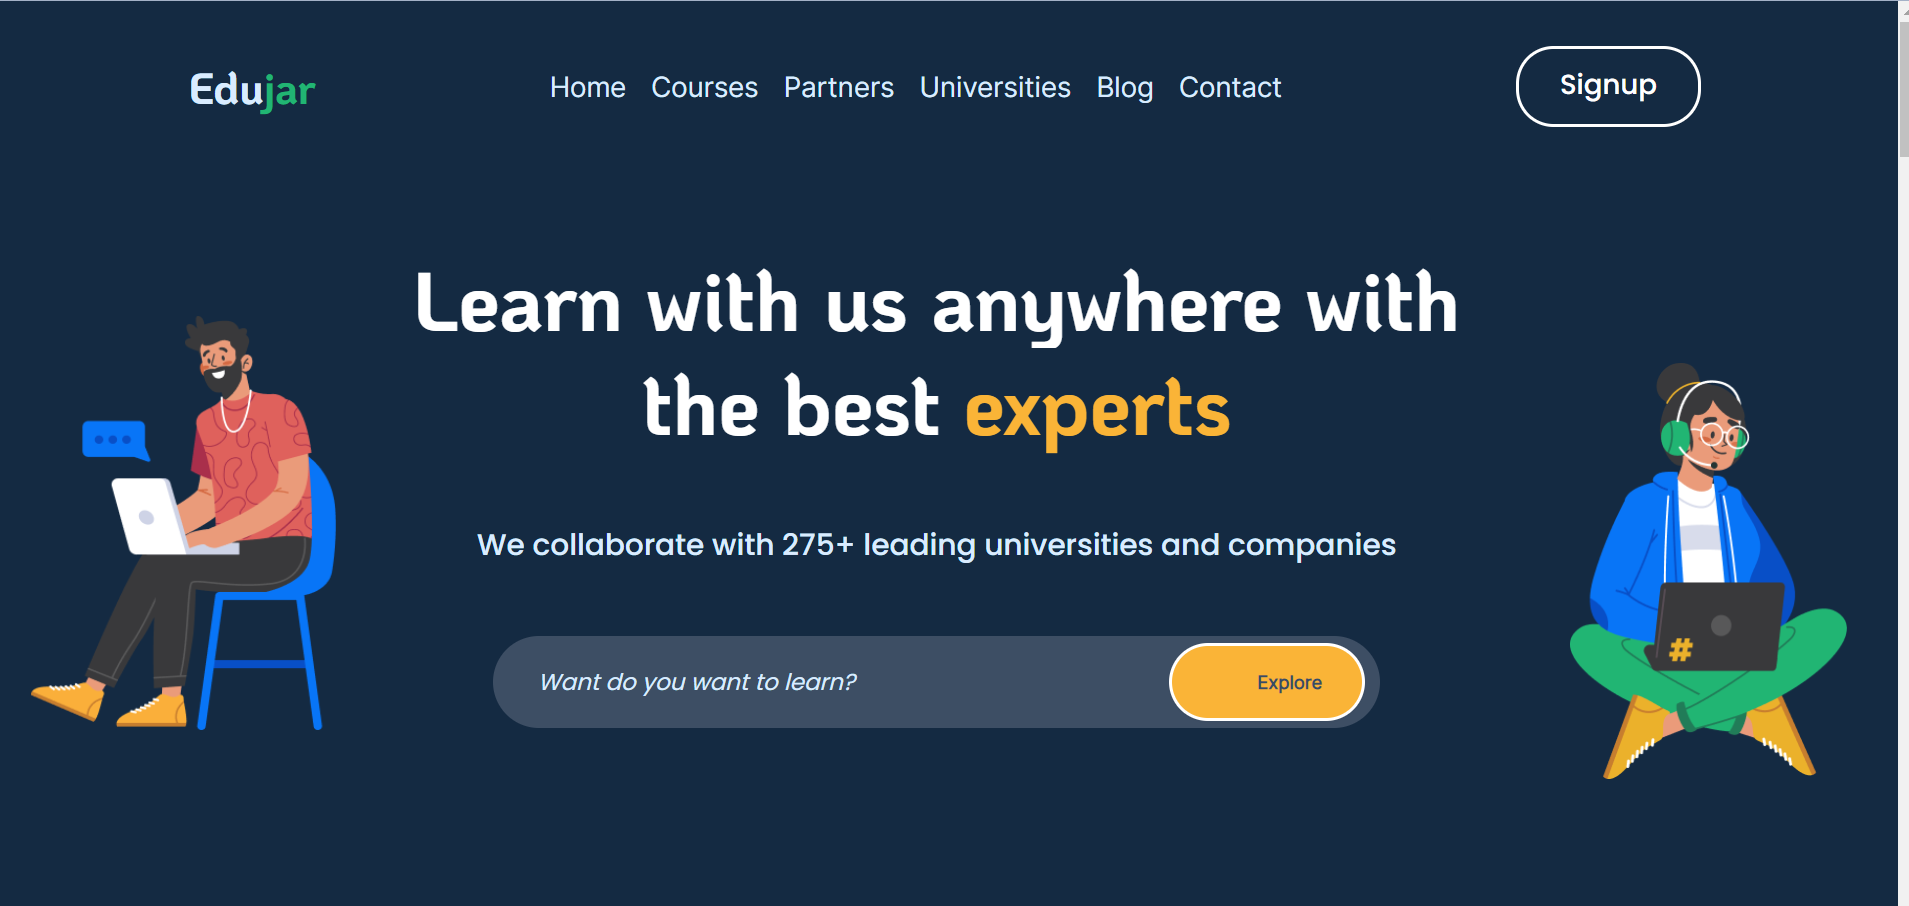 Edujar
Home Courses Partners Universities Blog Contact
Signup
Learn with us anywhere with
the best experts
We collaborate with 275+ leading universities and companies
Want do you want to learn?
Explore
#